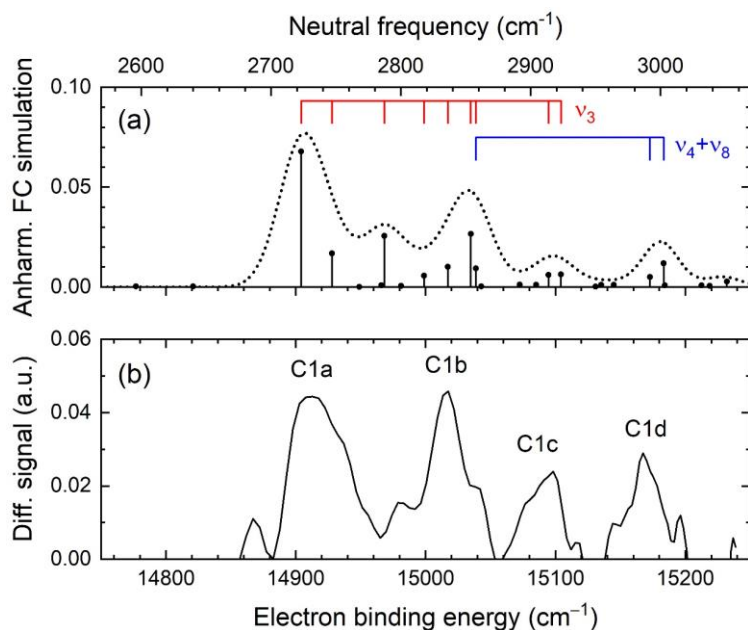 Neutral frequency (cm⁻¹)
2600 2700 2800 2900 3000
Anharm. FC simulation
0.10
0.05
0.00
(a)
ν₃
ν₄+ν₈
Diff. signal (a.u.)
0.06
0.04
0.02
0.00
(b)
C1a
C1b
C1c
C1d
14800 14900 15000 15100 15200
Electron binding energy (cm⁻¹)